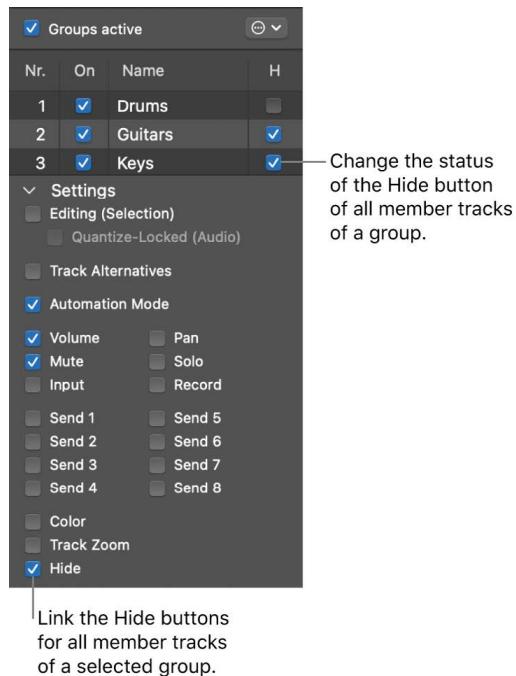 Groups active
Nr. On Name H
1 Drums
2 Guitars
3 Keys
Change the status
of the Hide button
of all member tracks
of a group.
Settings
Editing (Selection)
Quantize-Locked (Audio)
Track Alternatives
Automation Mode
Volume Pan
Mute Solo
Input Record
Send 1 Send 5
Send 2 Send 6
Send 3 Send 7
Send 4 Send 8
Color
Track Zoom
Hide
Link the Hide buttons
for all member tracks
of a selected group.